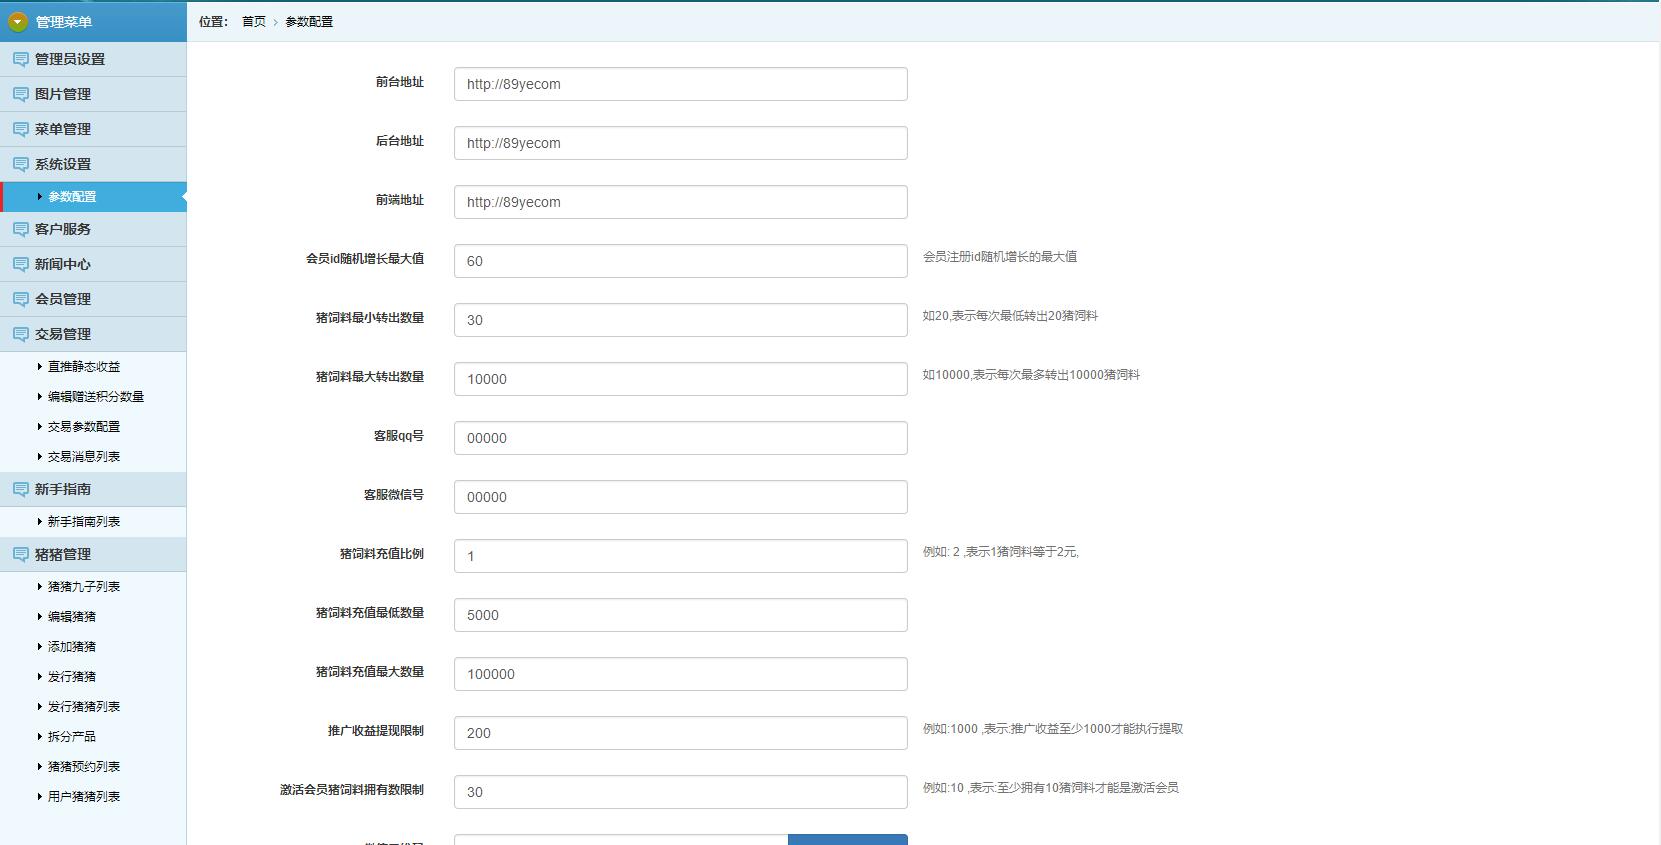 管理菜单
管理员设置
图片管理
菜单管理
系统设置
参数配置
客户服务
新闻中心
会员管理
交易管理
直推静态收益
编辑赠送积分数量
交易参数配置
交易消息列表
新手指南
新手指南列表
猪猪管理
猪猪九子列表
编辑猪猪
添加猪猪
发行猪猪
发行猪猪列表
拆分产品
猪猪预约列表
用户猪猪列表
位置： 首页 › 参数配置
前台地址 http://89yecom
后台地址 http://89yecom
前端地址 http://89yecom
会员id随机增长最大值 60 会员注册id随机增长的最大值
猪饲料最小转出数量 30 如20,表示每次最低转出20猪饲料
猪饲料最大转出数量 10000 如10000,表示每次最多转出10000猪饲料
客服qq号 00000
客服微信号 00000
猪饲料充值比例 1 例如: 2 ,表示1猪饲料等于2元,
猪饲料充值最低数量 5000
猪饲料充值最大数量 100000
推广收益提现限制 200 例如:1000 ,表示:推广收益至少1000才能执行提取
激活会员猪饲料拥有数限制 30 例如:10 ,表示:至少拥有10猪饲料才能是激活会员